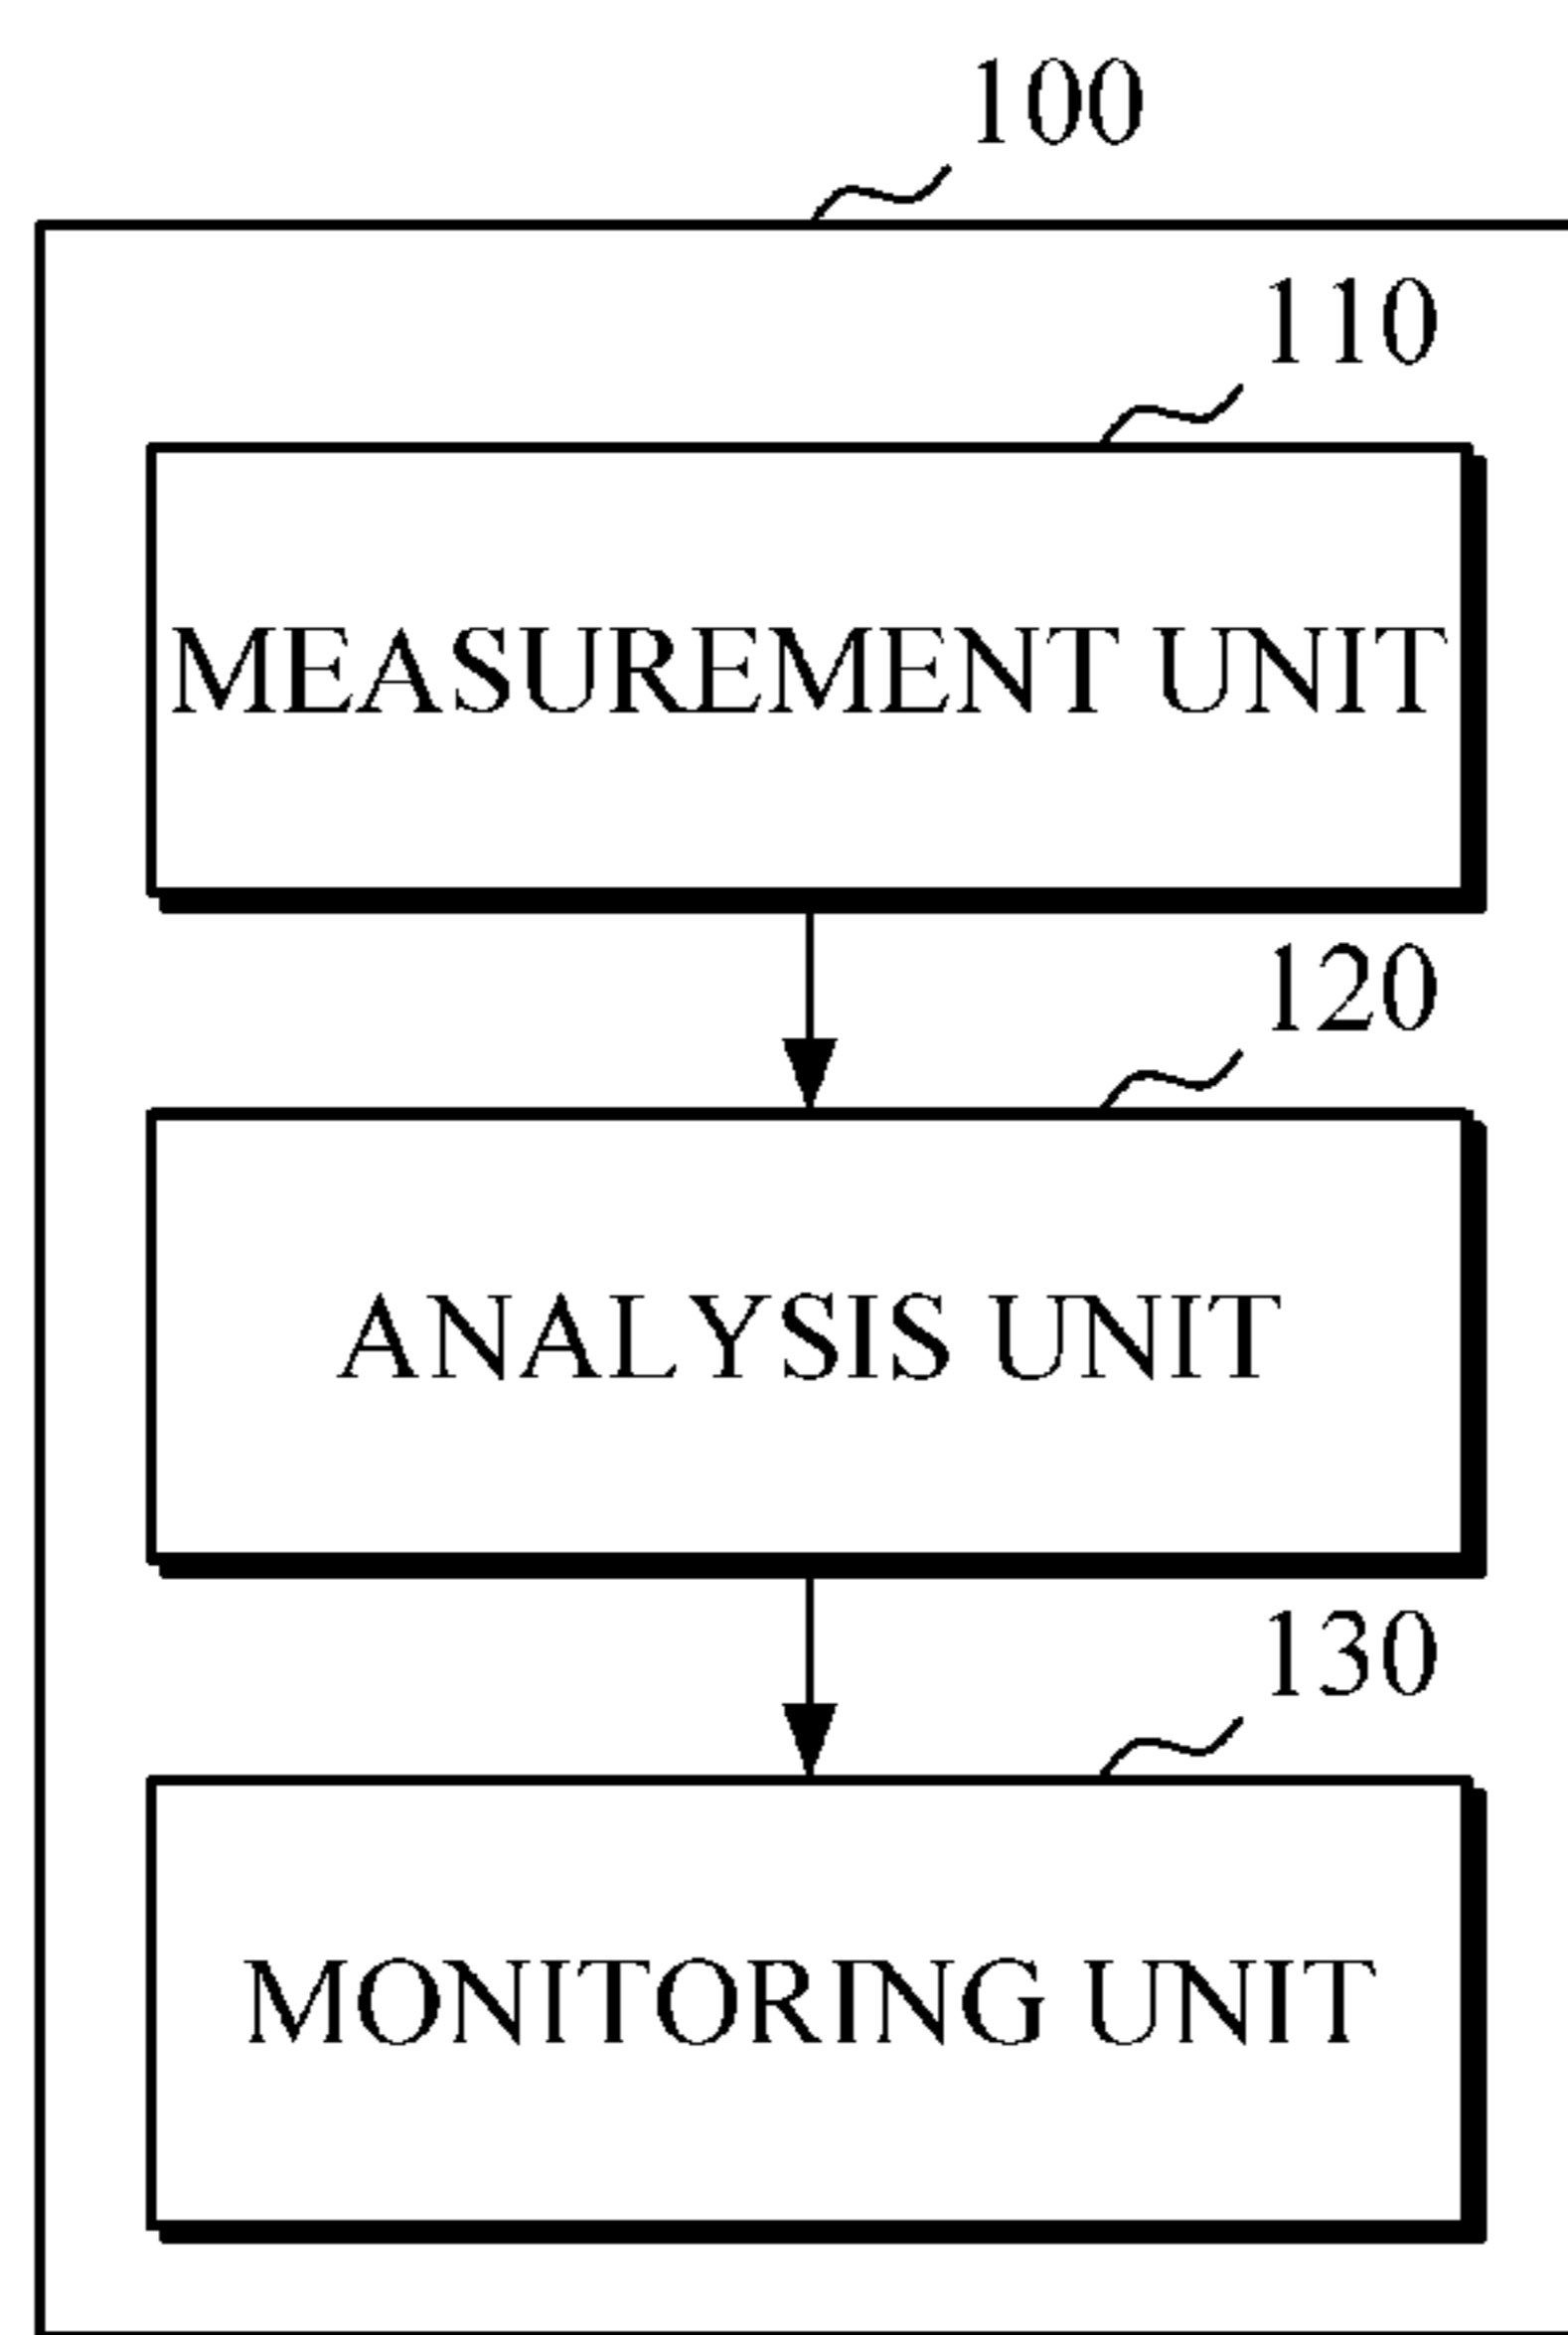 100
110
MEASUREMENT UNIT
120
ANALYSIS UNIT
130
MONITORING UNIT